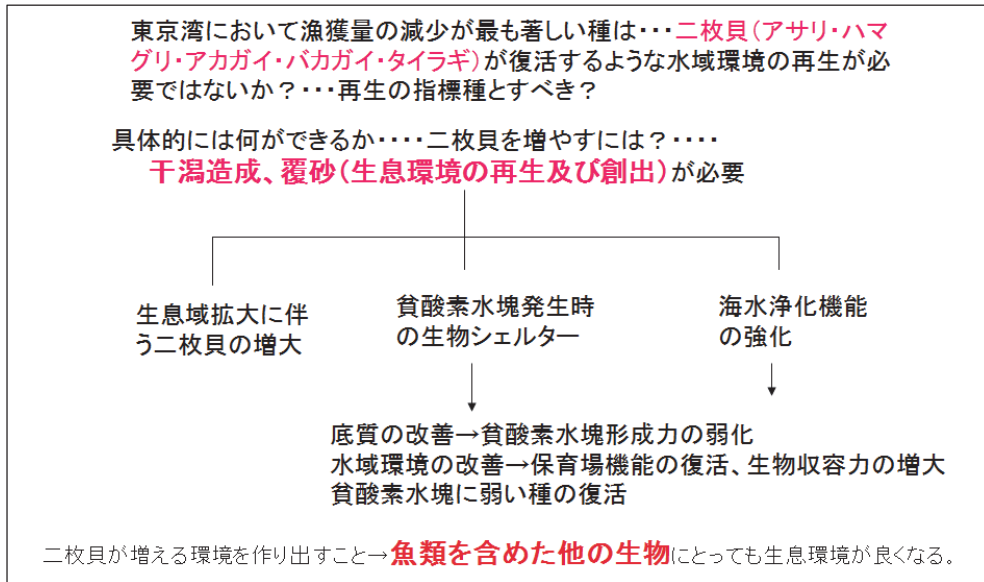 東京湾において漁獲量の減少が最も著しい種は・・・二枚貝（アサリ・ハマ
グリ・アカガイ・バカガイ・タイラギ）が復活するような水域環境の再生が必
要ではないか？・・・再生の指標種とすべき？
具体的には何ができるか・・・・二枚貝を増やすには？・・・・
干潟造成、覆砂（生息環境の再生及び創出）が必要
生息域拡大に伴
う二枚貝の増大
貧酸素水塊発生時
の生物シェルター
海水浄化機能
の強化
底質の改善→貧酸素水塊形成力の弱化
水域環境の改善→保育場機能の復活、生物収容力の増大
貧酸素水塊に弱い種の復活
二枚貝が増える環境を作り出すこと→魚類を含めた他の生物にとっても生息環境が良くなる。